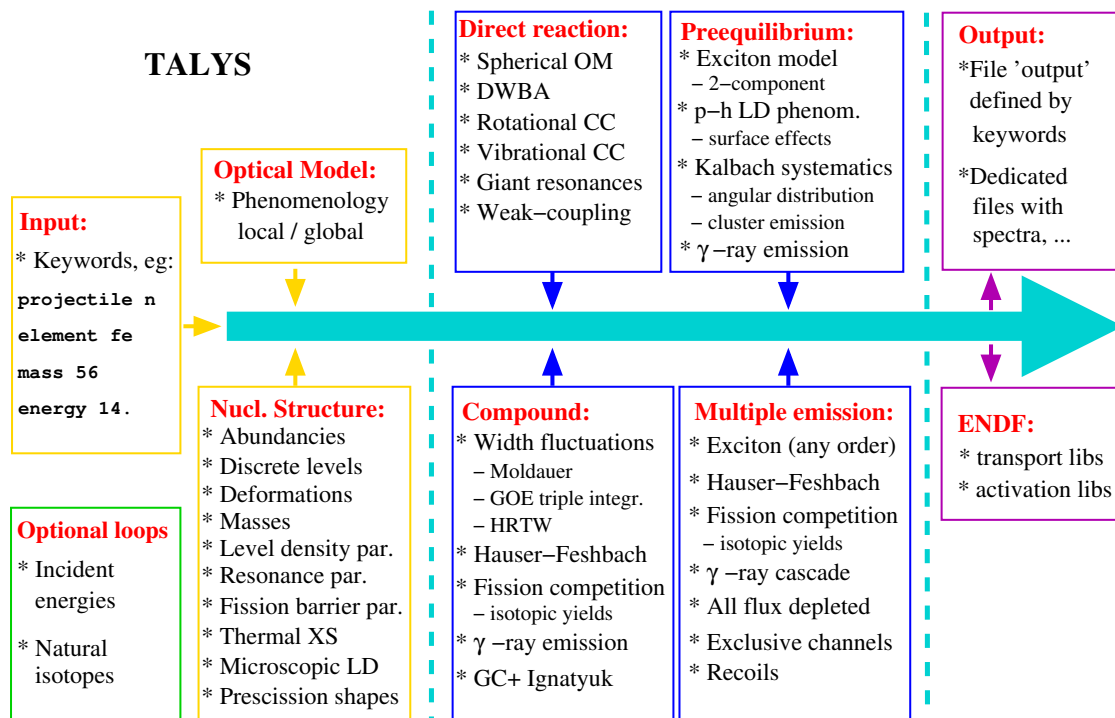 TALYS
Input:
* Keywords, eg:
projectile n
element fe
mass 56
energy 14.
Optional loops
* Incident
energies
* Natural
isotopes
Optical Model:
* Phenomenology
local / global
Nucl. Structure:
* Abundancies
* Discrete levels
* Deformations
* Masses
* Level density par.
* Resonance par.
* Fission barrier par.
* Thermal XS
* Microscopic LD
* Prescission shapes
Direct reaction:
* Spherical OM
* DWBA
* Rotational CC
* Vibrational CC
* Giant resonances
* Weak−coupling
Compound:
* Width fluctuations
− Moldauer
− GOE triple integr.
− HRTW
* Hauser−Feshbach
* Fission competition
− isotopic yields
* γ −ray emission
* GC+ Ignatyuk
Preequilibrium:
* Exciton model
− 2−component
* p−h LD phenom.
− surface effects
* Kalbach systematics
− angular distribution
− cluster emission
* γ −ray emission
Multiple emission:
* Exciton (any order)
* Hauser−Feshbach
* Fission competition
− isotopic yields
* γ −ray cascade
* All flux depleted
* Exclusive channels
* Recoils
Output:
*File ’output’
defined by
keywords
*Dedicated
files with
spectra, ...
ENDF:
* transport libs
* activation libs